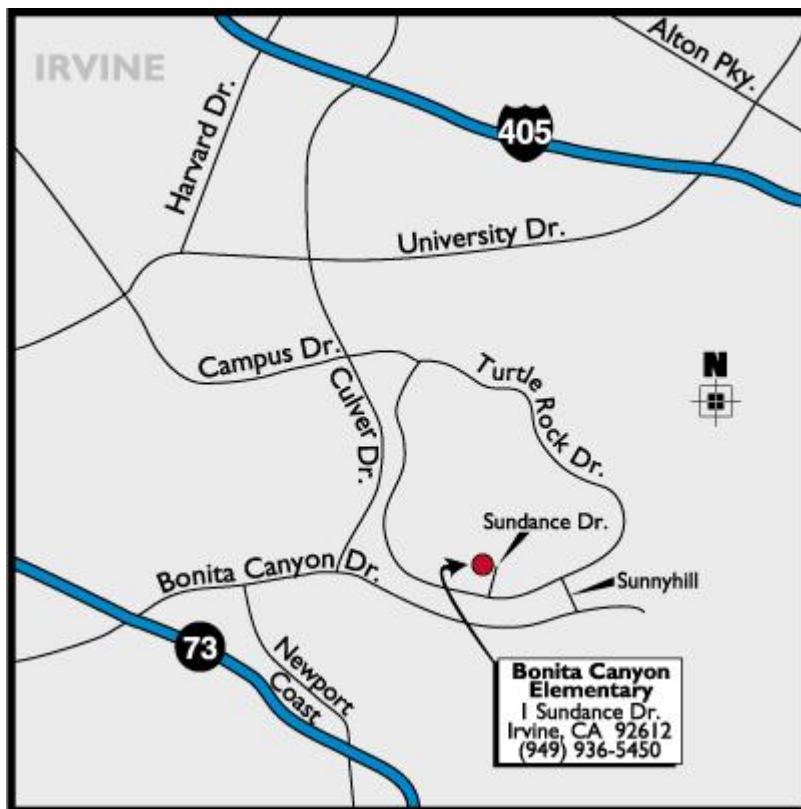 IRVINE
Alton Pky.
Harvard Dr.
405
University Dr.
Campus Dr.
Culver Dr.
Turtle Rock Dr.
N
Sundance Dr.
Bonita Canyon Dr.
Sunnyhill
73
Newport
Coast
Bonita Canyon
Elementary
1 Sundance Dr.
Irvine, CA 92612
(949) 936-5450